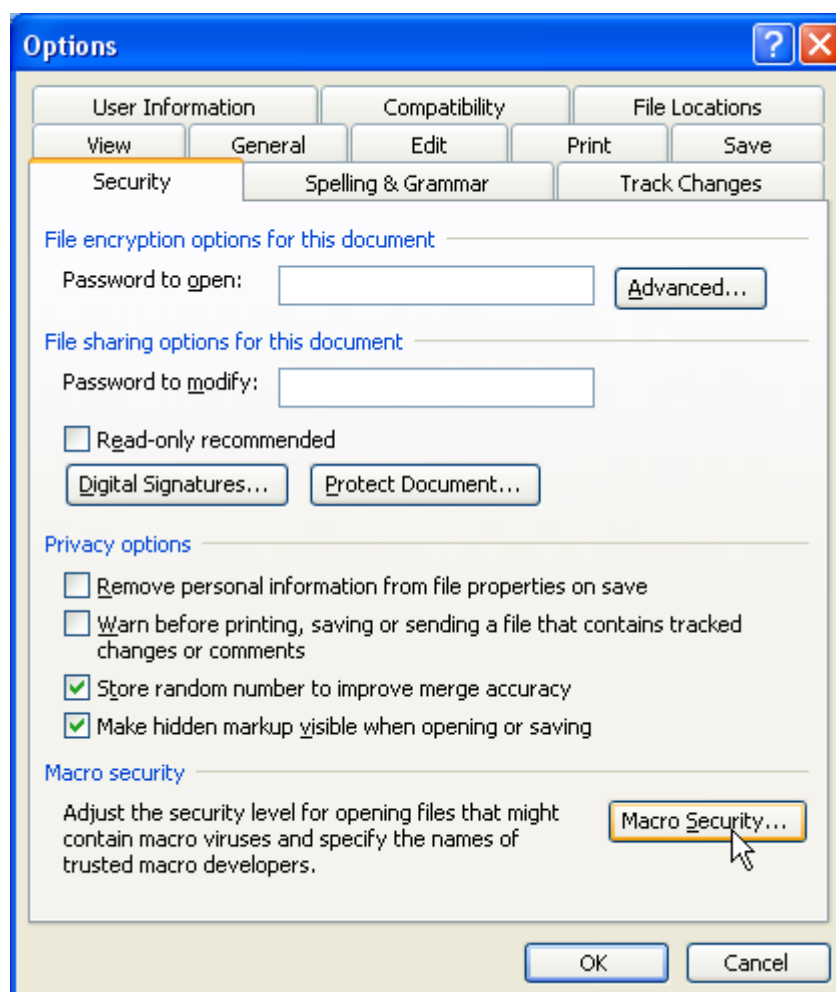 Options
User Information Compatibility File Locations
View General Edit Print Save
Security Spelling & Grammar Track Changes
File encryption options for this document
Password to open: Advanced...
File sharing options for this document
Password to modify:
Read-only recommended
Digital Signatures... Protect Document...
Privacy options
Remove personal information from file properties on save
Warn before printing, saving or sending a file that contains tracked
changes or comments
Store random number to improve merge accuracy
Make hidden markup visible when opening or saving
Macro security
Adjust the security level for opening files that might
contain macro viruses and specify the names of
trusted macro developers.
Macro Security...
OK Cancel